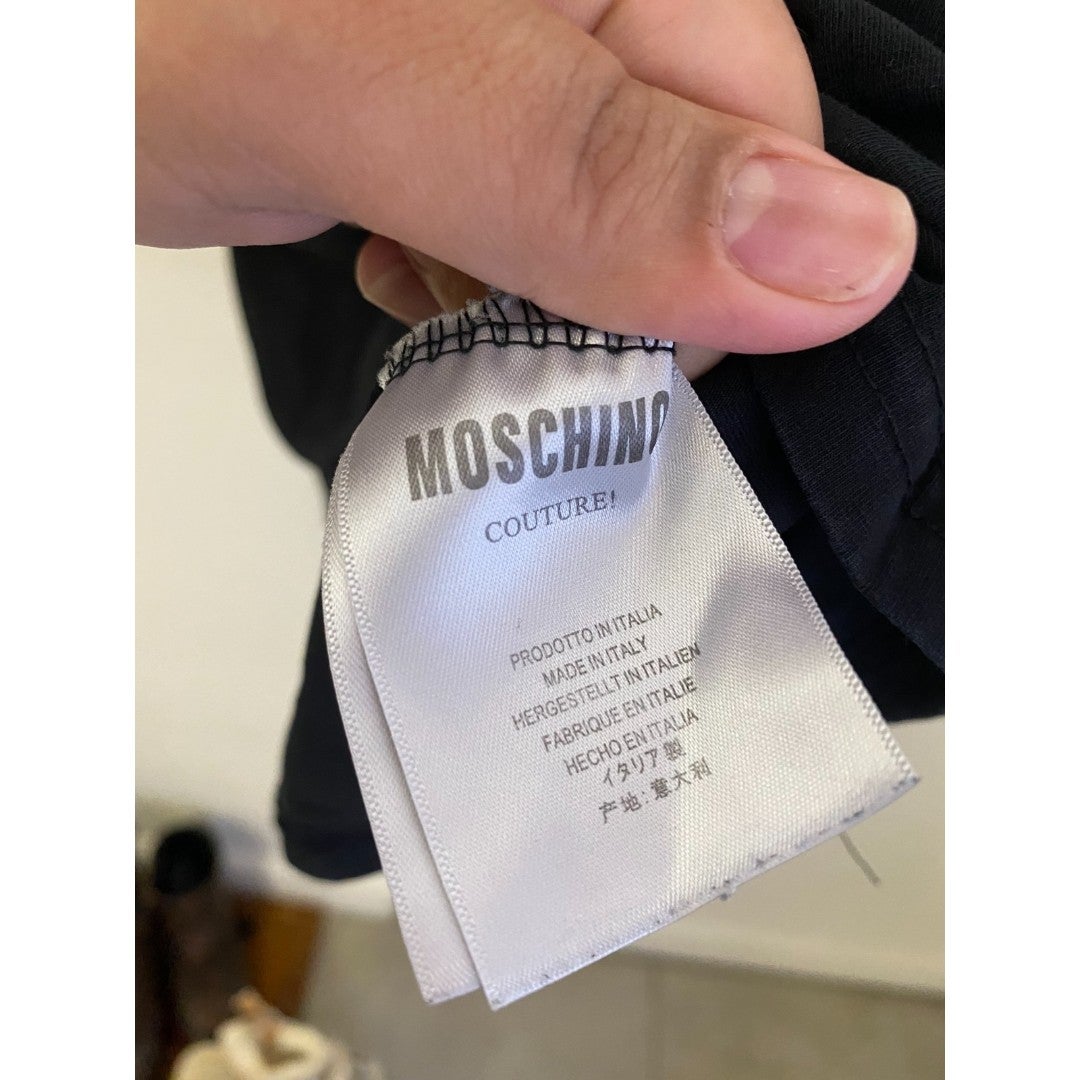 MOSCHINO
COUTURE!
PRODOTTO IN ITALIA
MADE IN ITALY
HERGESTELLT IN ITALIEN
FABRIQUE EN ITALIE
HECHO EN ITALIA
イタリア製
产地:意大利